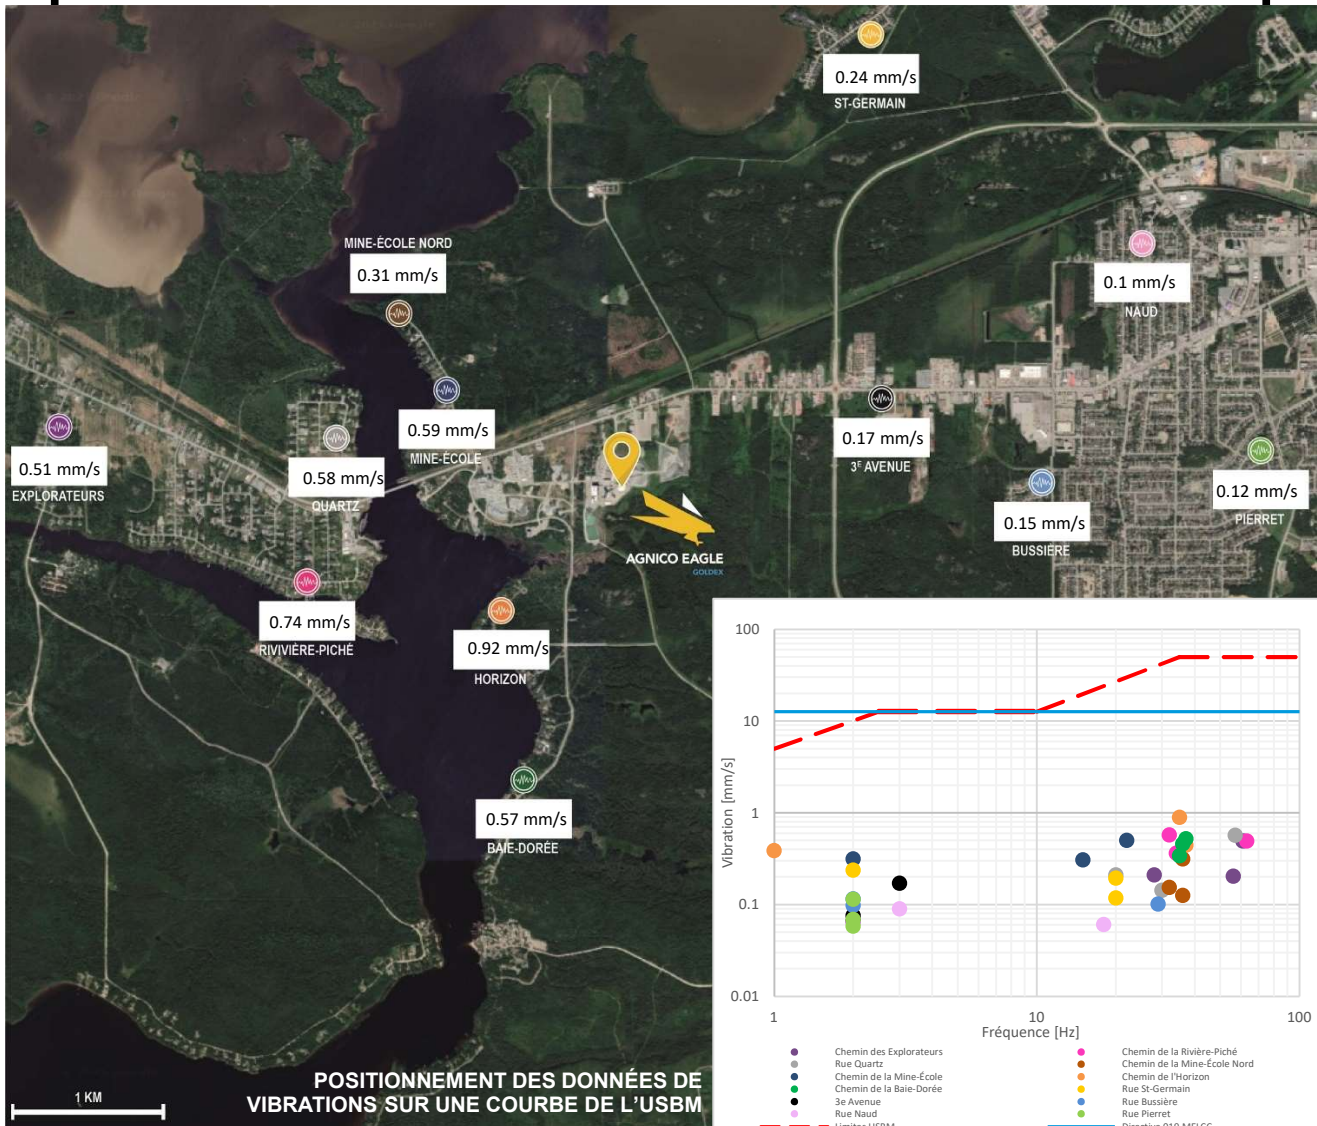 0.24 mm/s
ST-GERMAIN
MINE-ÉCOLE NORD
0.31 mm/s
0.1 mm/s
NAUD
0.59 mm/s
MINE-ÉCOLE
0.51 mm/s
EXPLORATEURS
0.58 mm/s
QUARTZ
0.17 mm/s
3E AVENUE
0.12 mm/s
PIERRET
0.15 mm/s
BUSSIÈRE
AGNICO EAGLE
GOLDEX
0.74 mm/s
RIVIVIÈRE-PICHÉ
0.92 mm/s
HORIZON
0.57 mm/s
BAIE-DORÉE
100
10
1
0.1
0.01
Vibration [mm/s]
1
10
100
Fréquence [Hz]
Chemin des Explorateurs
Chemin de la Rivière-Piché
Rue Quartz
Chemin de la Mine-École Nord
Chemin de la Mine-École
Chemin de l'Horizon
Chemin de la Baie-Dorée
Rue St-Germain
3e Avenue
Rue Bussière
Rue Naud
Rue Pierret
Limites USBM
Directive 019 MELCC
POSITIONNEMENT DES DONNÉES DE
VIBRATIONS SUR UNE COURBE DE L'USBM
1 KM